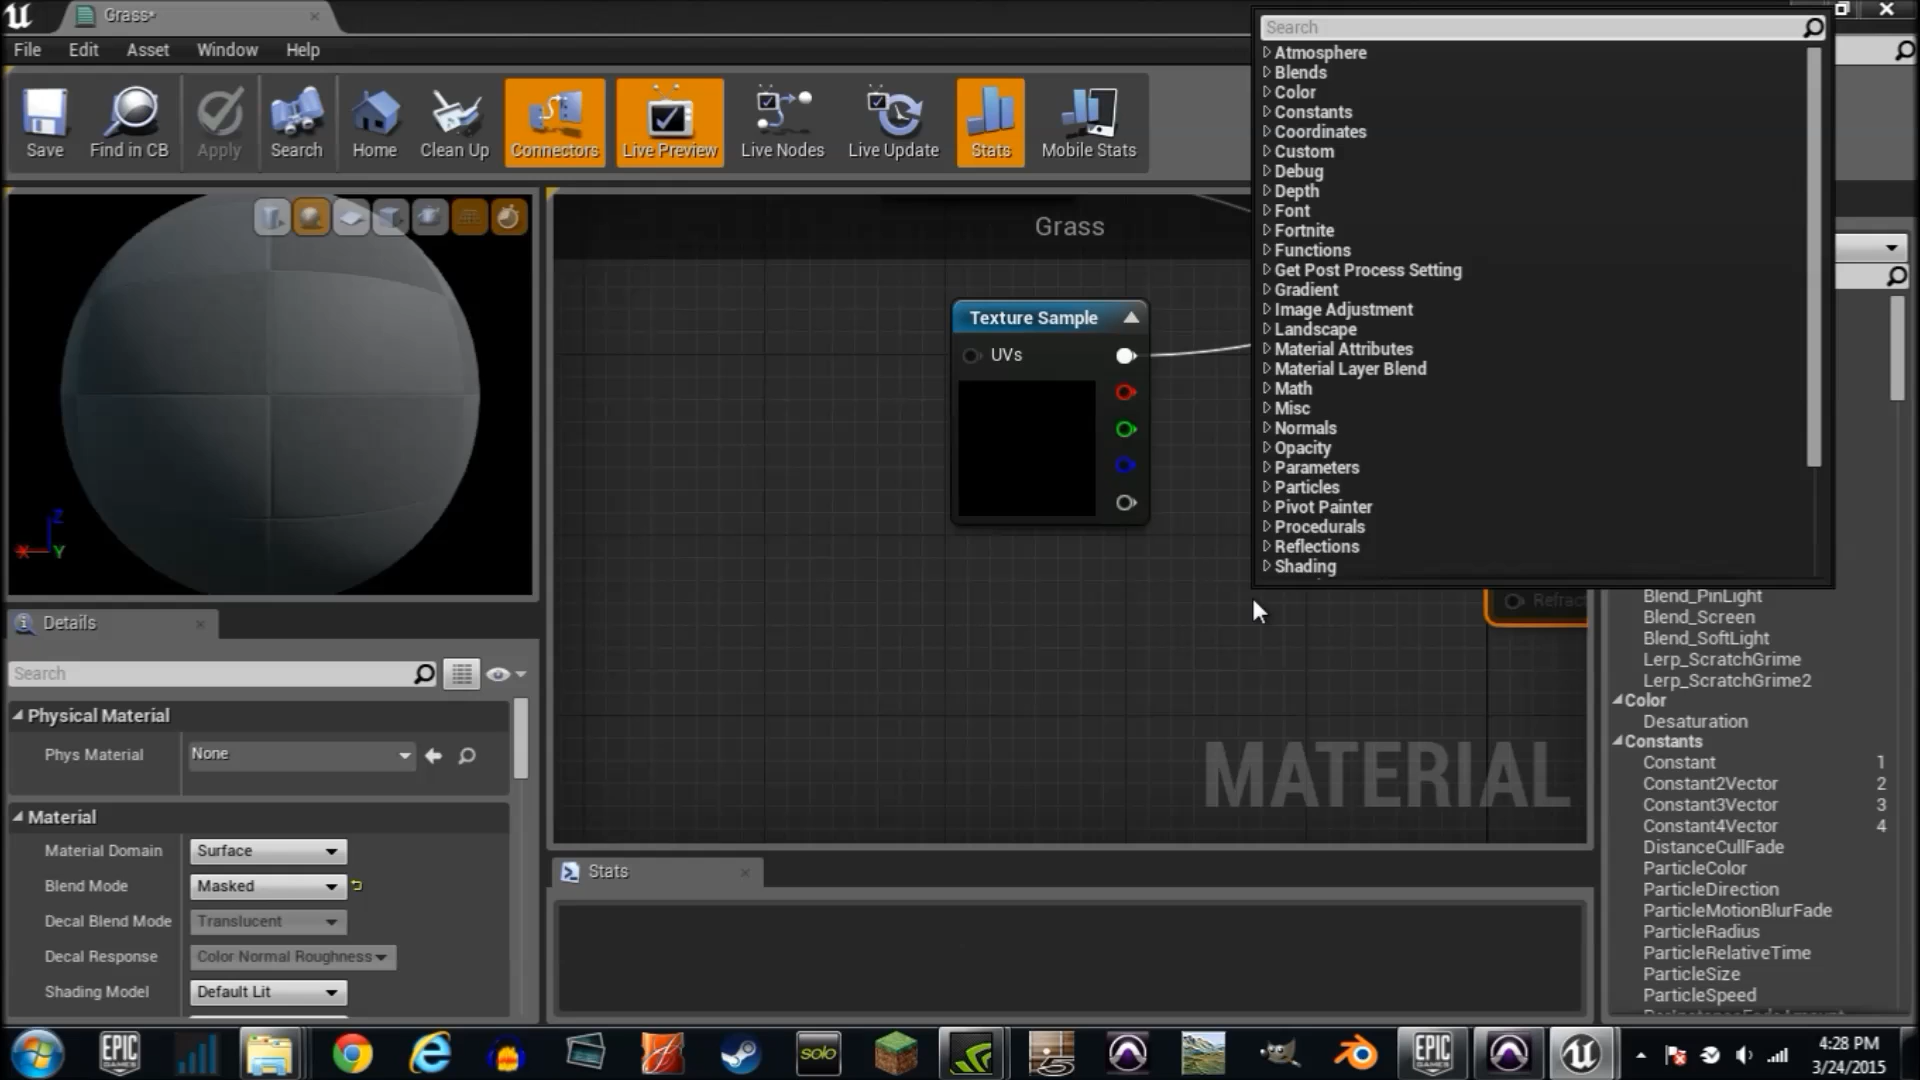 Grass*
File Edit Asset Window Help
Save Find in CB Apply Search Home Clean Up Connectors Live Preview Live Nodes Live Update Stats Mobile Stats
Grass
Texture Sample
UVs
Search
Atmosphere
Blends
Color
Constants
Coordinates
Custom
Debug
Depth
Font
Fortnite
Functions
Get Post Process Setting
Gradient
Image Adjustment
Landscape
Material Attributes
Material Layer Blend
Math
Misc
Normals
Opacity
Parameters
Particles
Pivot Painter
Procedurals
Reflections
Shading
MATERIAL
Z
X Y
Details
Search
Physical Material
Phys Material None
Material
Material Domain Surface
Blend Mode Masked
Decal Blend Mode Translucent
Decal Response Color Normal Roughness
Shading Model Default Lit
Stats
Blend_PinLight
Blend_Screen
Blend_SoftLight
Lerp_ScratchGrime
Lerp_ScratchGrime2
Color
Desaturation
Constants
Constant 1
Constant2Vector 2
Constant3Vector 3
Constant4Vector 4
DistanceCullFade
ParticleColor
ParticleDirection
ParticleMotionBlurFade
ParticleRadius
ParticleRelativeTime
ParticleSize
ParticleSpeed
EPIC GAMES
solo
EPIC GAMES
4:28 PM
3/24/2015